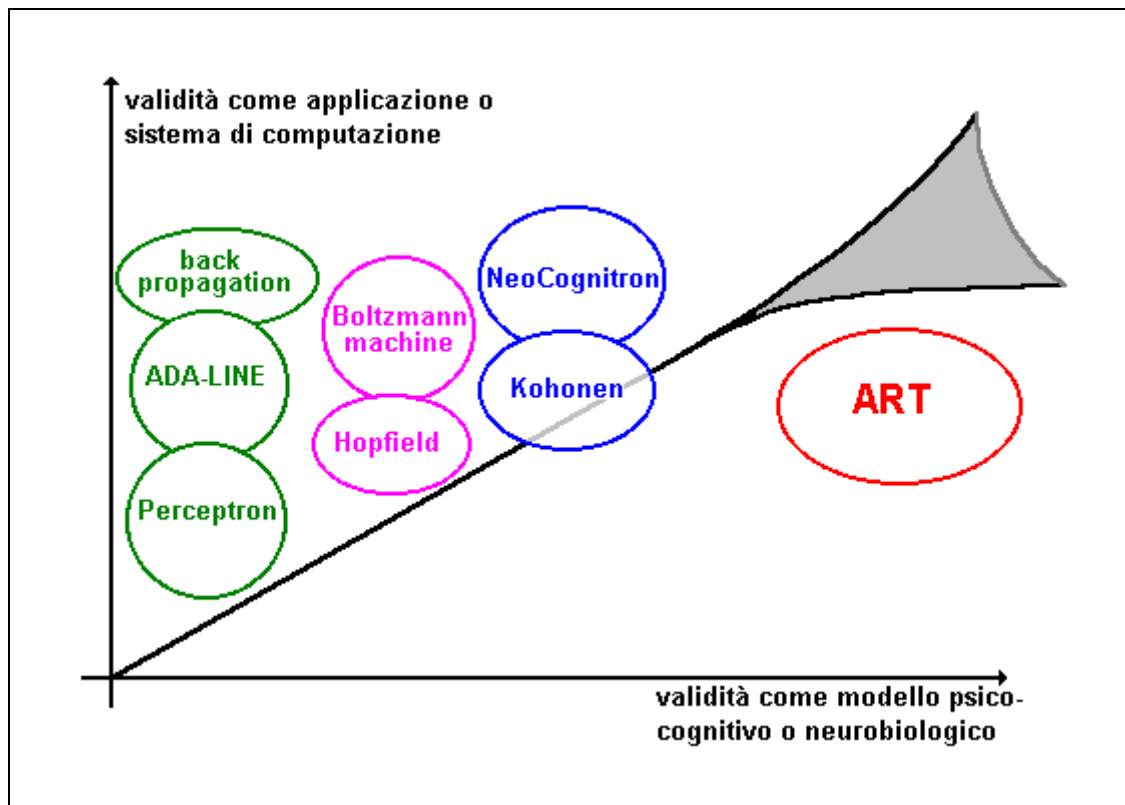 validità come applicazione o
sistema di computazione
back
propagation
ADA-LINE
Perceptron
Boltzmann
machine
Hopfield
NeoCognitron
Kohonen
ART
validità come modello psico-
cognitivo o neurobiologico